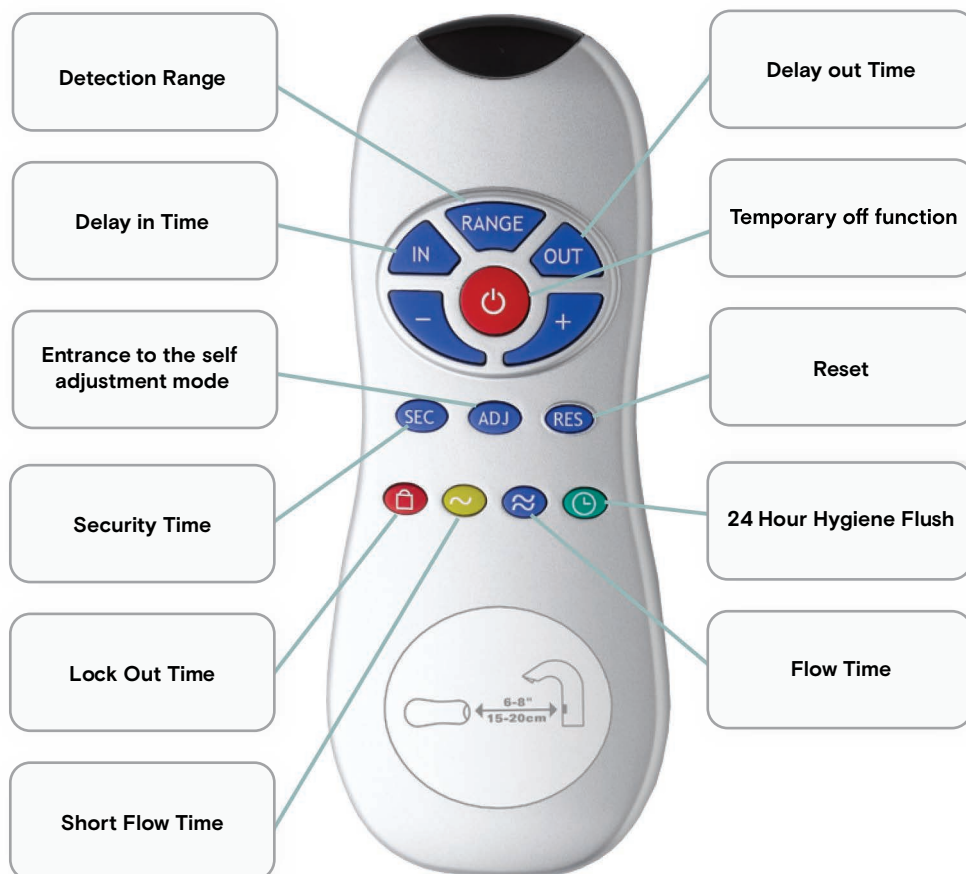 Detection Range
Delay out Time
Delay in Time
Temporary off function
RANGE
IN
OUT
-
+
Entrance to the self
adjustment mode
Reset
SEC
ADJ
RES
Security Time
24 Hour Hygiene Flush
Lock Out Time
Flow Time
6-8"
15-20cm
Short Flow Time